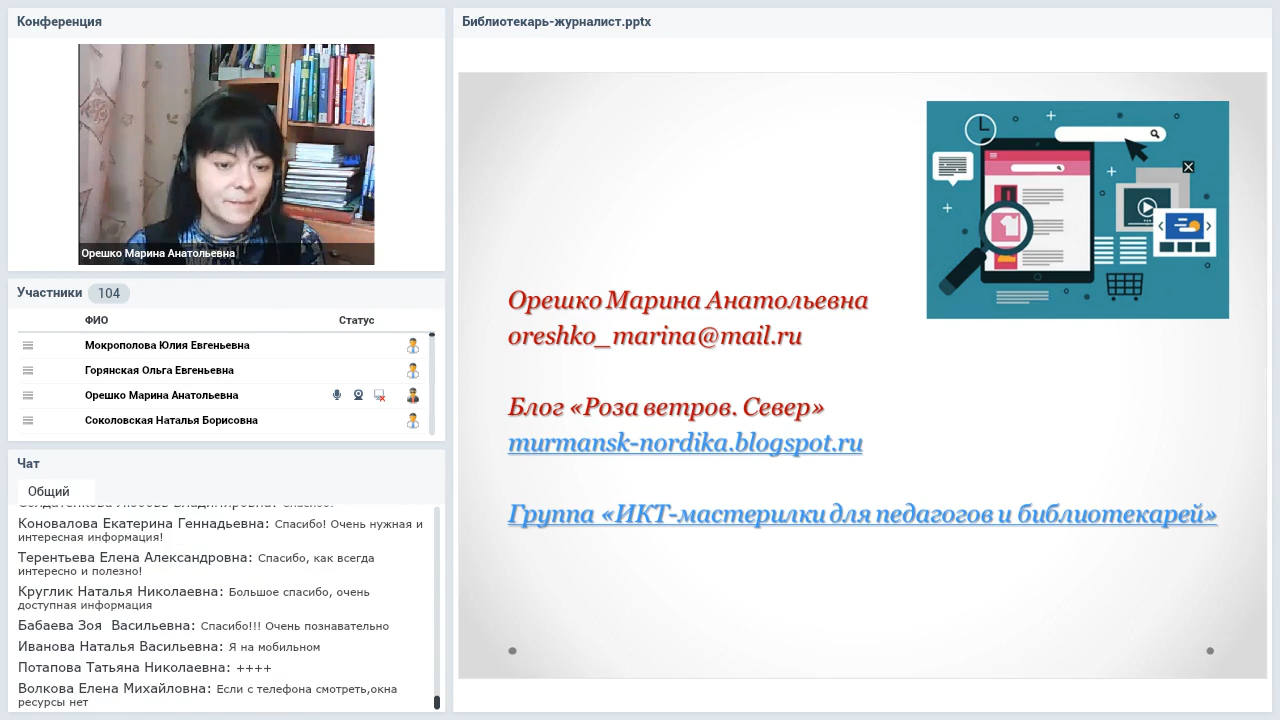 Конференция
Орешко Марина Анатольевна
Участники 104
ФИО Статус
Мокрополова Юлия Евгеньевна
Горянская Ольга Евгеньевна
Орешко Марина Анатольевна
Соколовская Наталья Борисовна
Чат
Общий
Коновалова Екатерина Геннадьевна: Спасибо! Очень нужная и
интересная информация!
Терентьева Елена Александровна: Спасибо, как всегда
интересно и полезно!
Круглик Наталья Николаевна: Большое спасибо, очень
доступная информация
Бабаева Зоя  Васильевна: Спасибо!!! Очень познавательно
Иванова Наталья Васильевна: Я на мобильном
Потапова Татьяна Николаевна: ++++
Волкова Елена Михайловна: Если с телефона смотреть,окна
ресурсы нет
Библиотекарь-журналист.pptx
Орешко Марина Анатольевна
oreshko_marina@mail.ru
Блог «Роза ветров. Север»
murmansk-nordika.blogspot.ru
Группа «ИКТ-мастерилки для педагогов и библиотекарей»